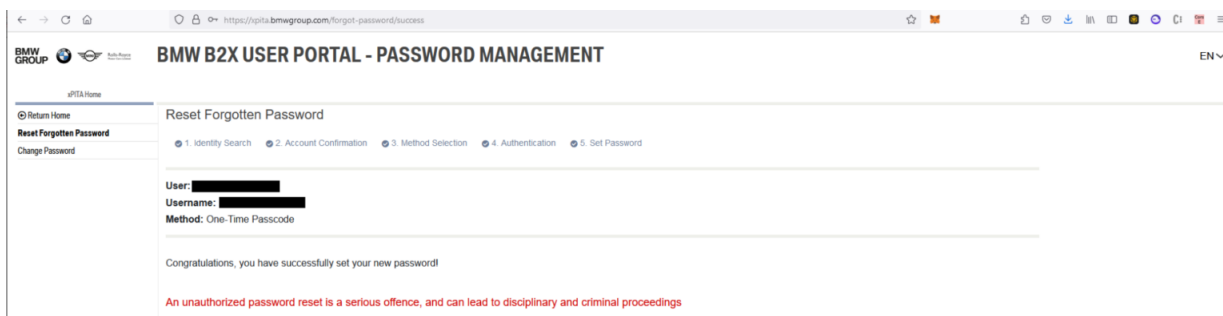 https://xpita.bmwgroup.com/forgot-password/success
BMW
GROUP
BMW B2X USER PORTAL - PASSWORD MANAGEMENT
EN
xPITA Home
Return Home
Reset Forgotten Password
Change Password
Reset Forgotten Password
1. Identity Search 2. Account Confirmation 3. Method Selection 4. Authentication 5. Set Password
User:
Username:
Method: One-Time Passcode
Congratulations, you have successfully set your new password!
An unauthorized password reset is a serious offence, and can lead to disciplinary and criminal proceedings